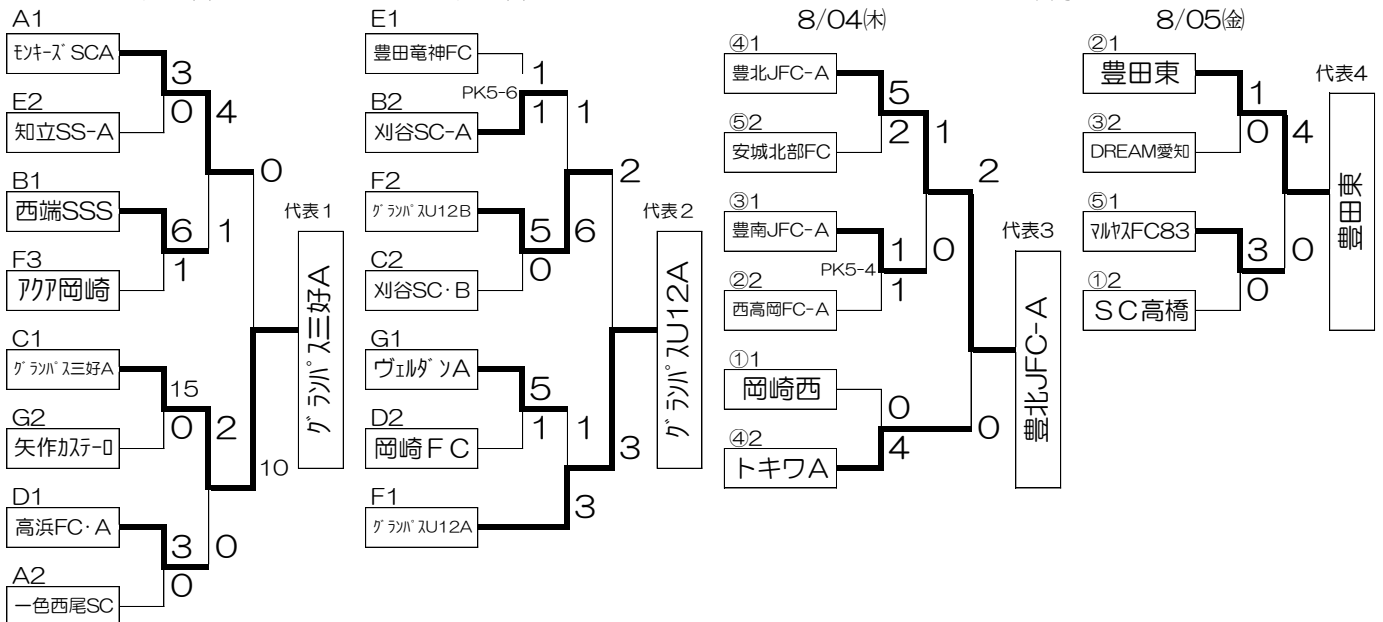 8/04㈭
8/05㈮
A1
ﾓﾝｷｰｽﾞSCA
3
0
E2
知立SS-A
4
0
B1
西端SSS
6
1
1
F3
ｱｸｱ岡崎
代表1
グランパス三好A
C1
ｸﾞﾗﾝﾊﾟｽ三好A
15
0
G2
矢作ｶｽﾃｰﾛ
2
10
D1
高浜FC・A
3
0
0
A2
一色西尾SC
E1
豊田竜神FC
1
PK5-6
1
B2
刈谷SC-A
1
2
F2
ｸﾞﾗﾝﾊﾟｽU12B
5
0
6
C2
刈谷SC・B
代表2
グランパスU12A
G1
ヴェルダンA
5
1
1
D2
岡崎FC
3
F1
ｸﾞﾗﾝﾊﾟｽU12A
3
④1
豊北JFC-A
5
2
⑤2
安城北部FC
1
2
③1
豊南JFC-A
1
PK5-4
1
0
②2
西高岡FC-A
代表3
豊北JFC-A
①1
岡崎西
0
4
0
④2
トキワA
②1
豊田東
1
0
③2
DREAM愛知
4
⑤1
ﾏﾙﾔｽFC83
3
0
0
①2
SC高橋
代表4
豊田東